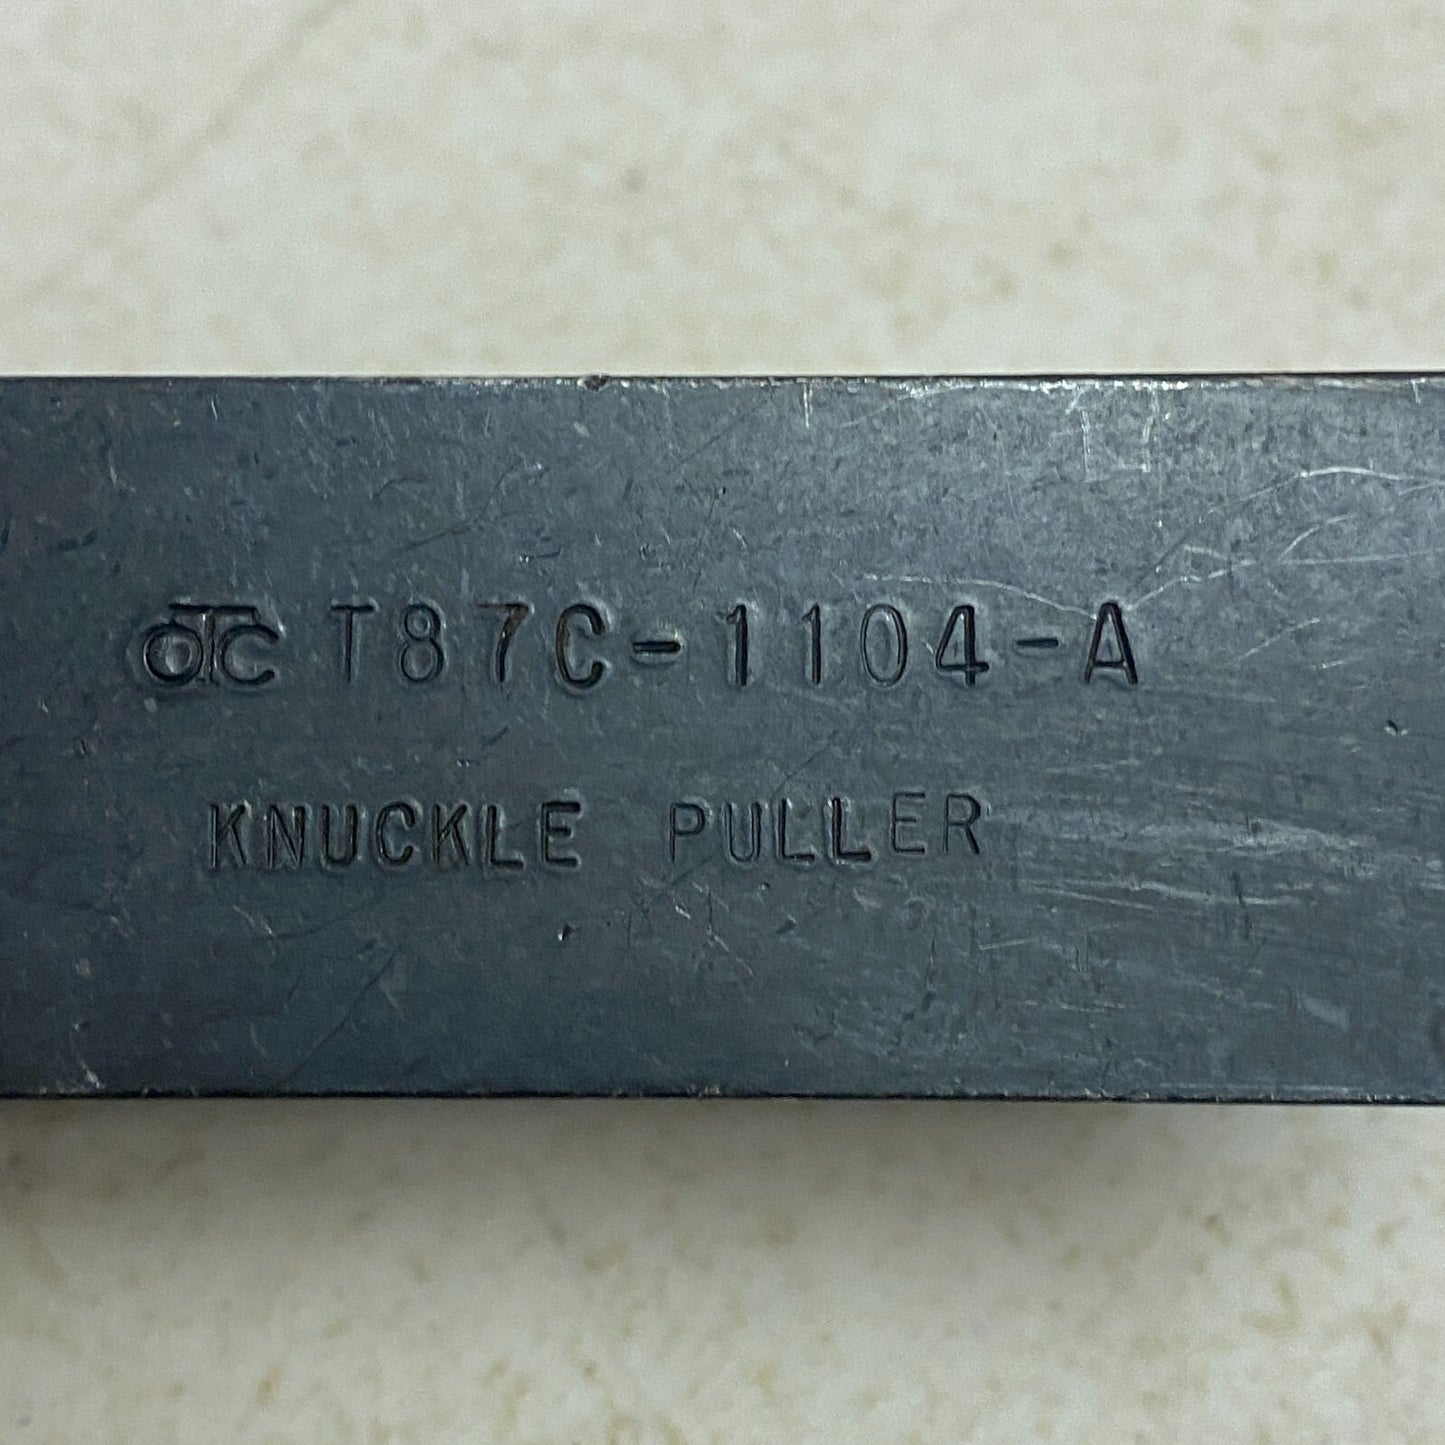 OTC T87C-1104-A
KNUCKLE PULLER